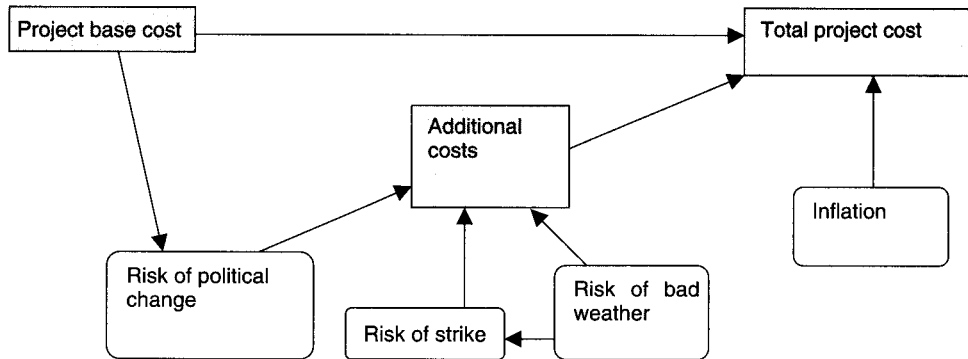 Project base cost
Total project cost
Additional
costs
Inflation
Risk of political
change
Risk of bad
weather
Risk of strike